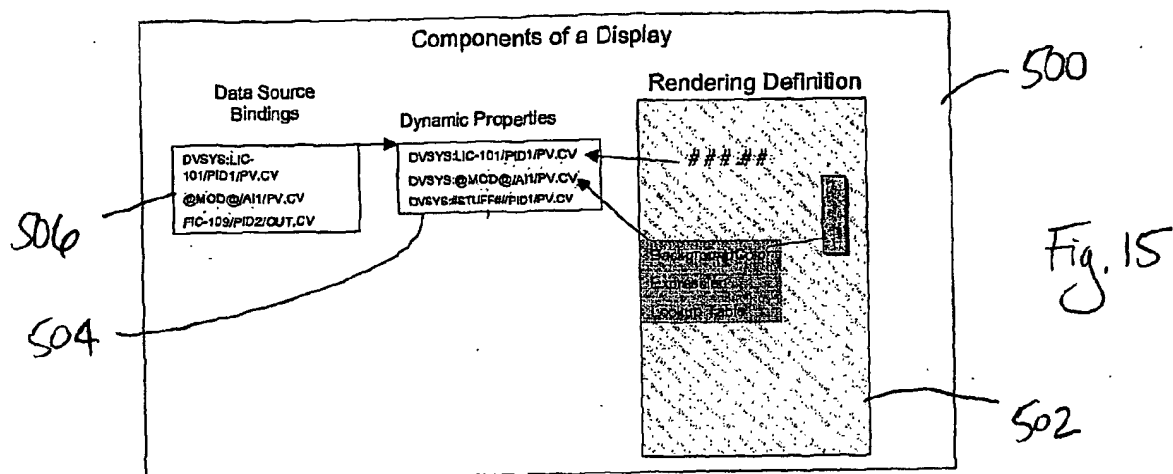 Components of a Display
500
Data Source
Bindings
Dynamic Properties
Rendering Definition
DVSYS:LIC-
101/PID1/PV.CV
@MOD@/AI1/PV.CV
FIC-109/PID2/OUT.CV
DVSYS:LIC-101/PID1/PV.CV
DVSYS:@MOD@/AI1/PV.CV
DVSYS:#STUFF#/PID1/PV.CV
##.##
BackgroundColor
Expression
Lookup Table
506
504
502
Fig. 15